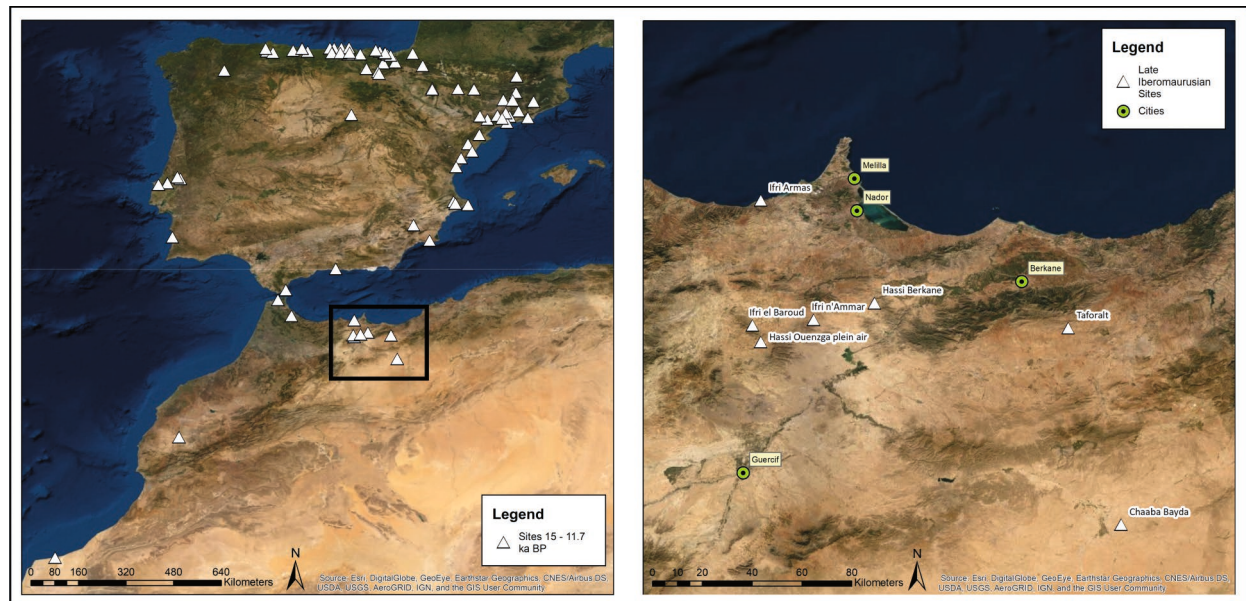 Legend
Sites 15 - 11.7
ka BP
N
0 80 160 320 480 640
Kilometers
Source: Esri, DigitalGlobe, GeoEye, Earthstar Geographics, CNES/Airbus DS,
USDA, USGS, AeroGRID, IGN, and the GIS User Community
Legend
Late
Iberomaurusian
Sites
Cities
Melilla
Ifri Armas
Nador
Berkane
Hassi Berkane
Ifri n'Ammar
Ifri el Baroud
Taforalt
Hassi Ouenzga plein air
Guercif
Chaaba Bayda
N
0 10 20 40 60 80
Kilometers
Source: Esri, DigitalGlobe, GeoEye, Earthstar Geographics, CNES/Airbus DS,
USDA, USGS, AeroGRID, IGN, and the GIS User Community